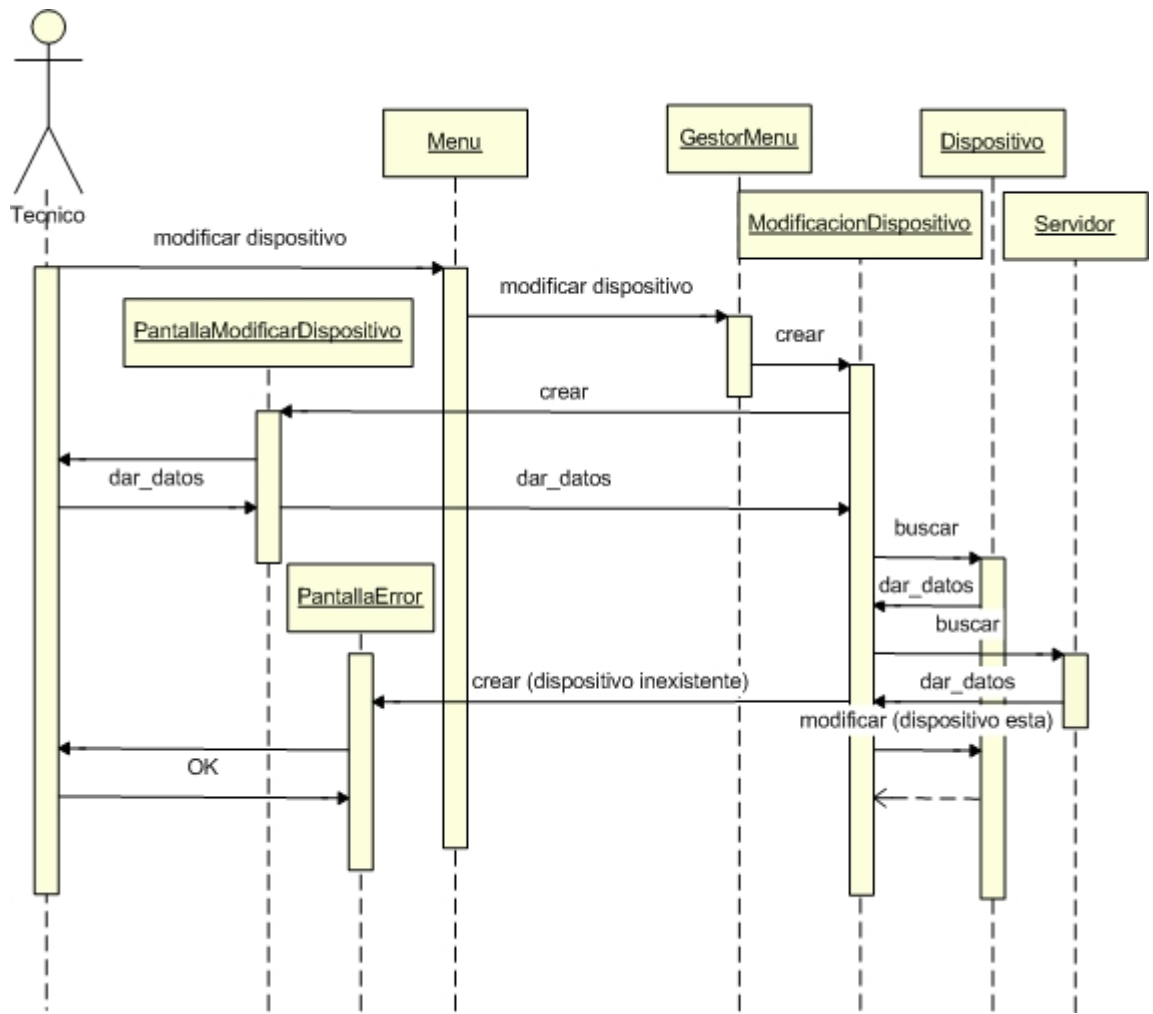 Menu
GestorMenu
Dispositivo
Tecnico
ModificacionDispositivo
Servidor
modificar dispositivo
modificar dispositivo
PantallaModificarDispositivo
crear
crear
dar_datos
dar_datos
buscar
PantallaError
dar_datos
buscar
crear (dispositivo inexistente)
dar_datos
modificar (dispositivo esta)
OK